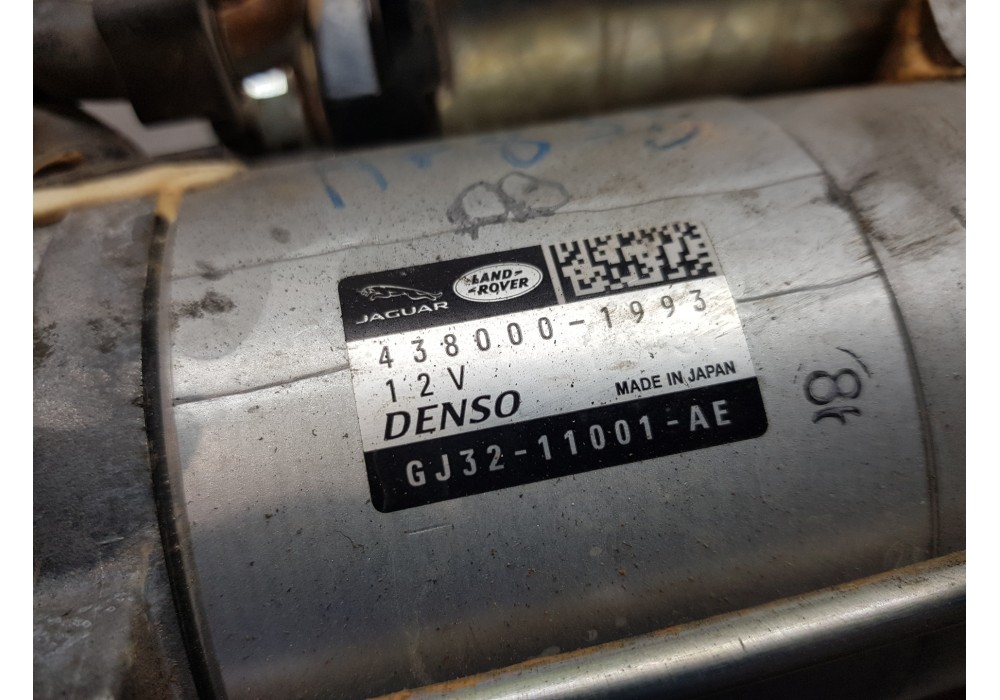 JAGUAR
LAND-
-ROVER
438000-1993
12V
MADE IN JAPAN
DENSO
GJ32-11001-AE